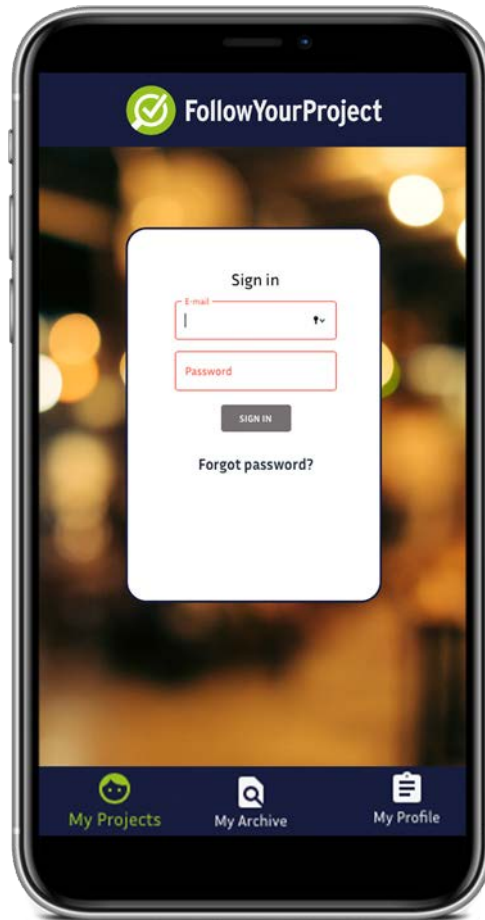 FollowYourProject
Sign in
E-mail
Password
SIGN IN
Forgot password?
My Projects
My Archive
My Profile